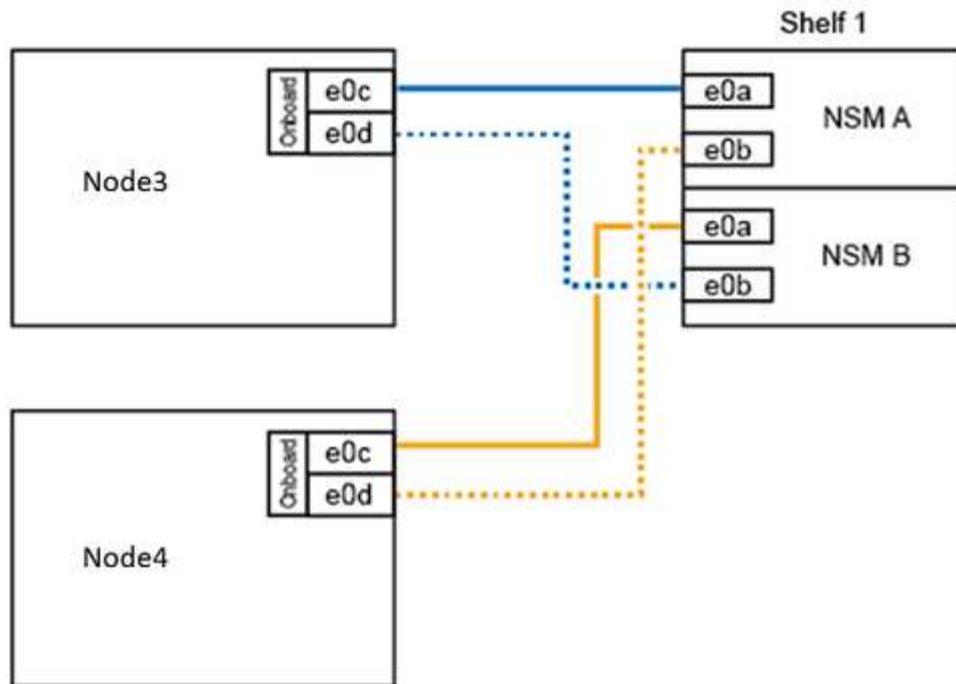 Shelf 1
Onboard
e0c
e0d
Node3
e0a
e0b
NSM A
e0a
e0b
NSM B
Onboard
e0c
e0d
Node4